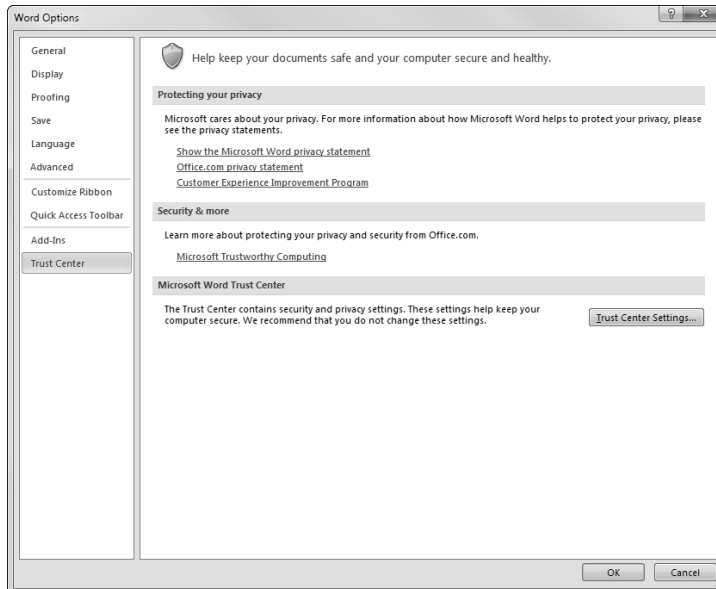 Word Options
General
Display
Proofing
Save
Language
Advanced
Customize Ribbon
Quick Access Toolbar
Add-Ins
Trust Center
Help keep your documents safe and your computer secure and healthy.
Protecting your privacy
Microsoft cares about your privacy. For more information about how Microsoft Word helps to protect your privacy, please
see the privacy statements.
Show the Microsoft Word privacy statement
Office.com privacy statement
Customer Experience Improvement Program
Security & more
Learn more about protecting your privacy and security from Office.com.
Microsoft Trustworthy Computing
Microsoft Word Trust Center
The Trust Center contains security and privacy settings. These settings help keep your
computer secure. We recommend that you do not change these settings.
Trust Center Settings...
OK Cancel